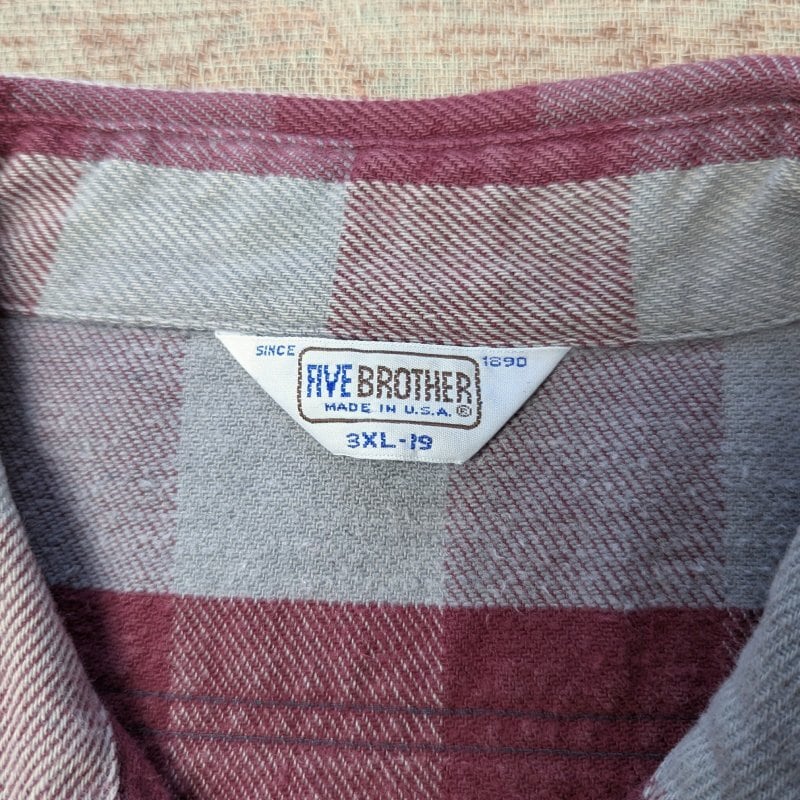 SINCE 1890
FIVE BROTHER
MADE IN U.S.A.®
3XL-19